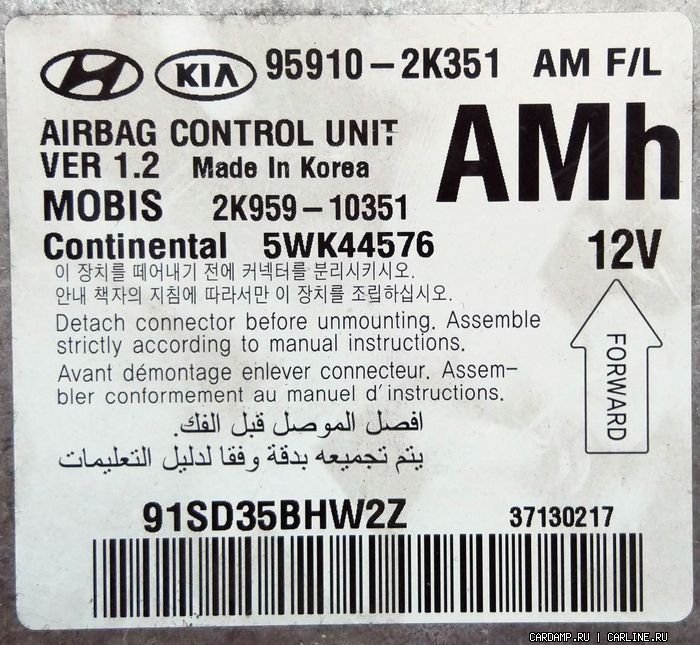 KIA 95910-2K351 AM F/L
AIRBAG CONTROL UNIT
AMh
VER 1.2 Made In Korea
MOBIS 2K959-10351
Continental 5WK44576 12V
이 장치를 떼어내기 전에 커넥터를 분리시키시오.
안내 책자의 지침에 따라서만 이 장치를 조립하십시오.
Detach connector before unmounting. Assemble
strictly according to manual instructions.
Avant démontage enlever connecteur. Assem-
bler conformement au manuel d'instructions.
FORWARD
افصل الموصل قبل الفك.
يتم تجميعه بدقة وفقا لدليل التعليمات
91SD35BHW2Z 37130217
CARDAMP.RU | CARLINE.RU